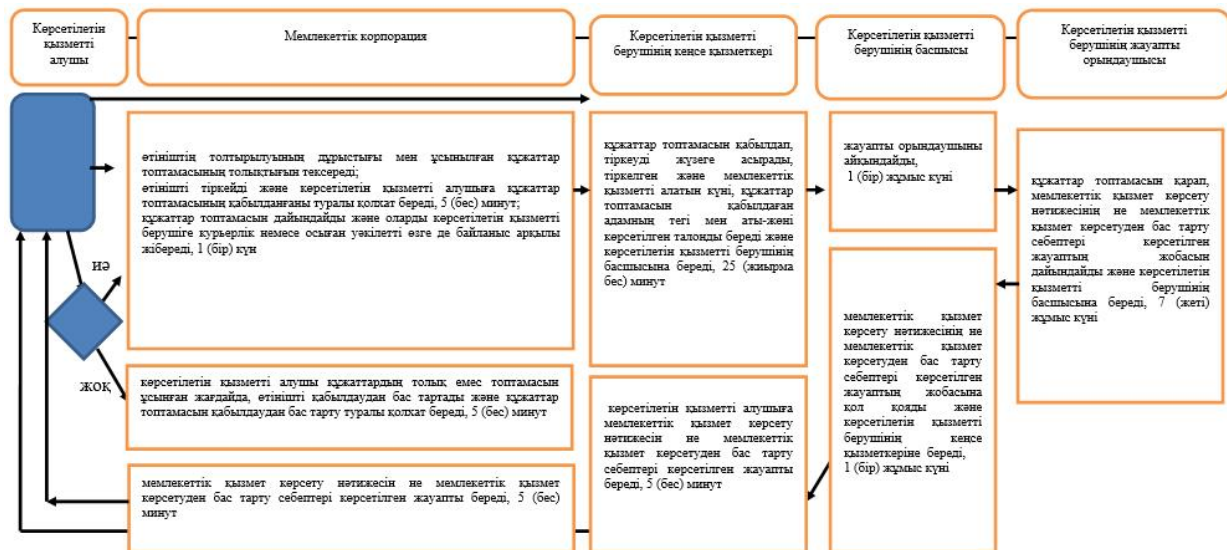 Көрсетілетін
қызметті
алушы
Мемлекеттік корпорация
Көрсетілетін қызметті
берушінің кеңсе қызметкері
Көрсетілетін қызметті
берушінің басшысы
Көрсетілетін қызметті
берушінің жауапты
орындаушысы
өтініштің толтырылуының дұрыстығы мен ұсынылған құжаттар
топтамасының толықтығын тексереді;
өтінішті тіркейді және көрсетілетін қызметті алушыға құжаттар
топтамасының қабылданғаны туралы қолхат береді, 5 (бес) минут;
құжаттар топтамасын дайындайды және оларды көрсетілетін қызметті
берушіге курьерлік немесе осыған уәкілетті өзге де байланыс арқылы
жібереді, 1 (бір) күн
құжаттар топтамасын қабылдап,
тіркеуді жүзеге асырады,
тіркелген және мемлекеттік
қызметті алатын күні, құжаттар
топтамасын қабылдаған
адамның тегі мен аты-жөні
көрсетілген талонды береді және
көрсетілетін қызметті берушінің
басшысына береді, 25 (жиырма
бес) минут
жауапты орындаушыны
айқындайды,
1 (бір) жұмыс күні
құжаттар топтамасын қарап,
мемлекеттік қызмет көрсету
нәтижесінің не мемлекеттік
қызмет көрсетуден бас тарту
себептері көрсетілген
жауаптың жобасын
дайындайды және көрсетілетін
қызметті берушінің
басшысына береді, 7 (жеті)
жұмыс күні
иә
жоқ
көрсетілетін қызметті алушы құжаттардың толық емес топтамасын
ұсынған жағдайда, өтінішті қабылдаудан бас тартады және құжаттар
топтамасын қабылдаудан бас тарту туралы қолхат береді, 5 (бес) минут
мемлекеттік қызмет
көрсету нәтижесінің не
мемлекеттік қызмет
көрсетуден бас тарту
себептері көрсетілген
жауаптың жобасына
қол қояды және
көрсетілетін қызметті
берушінің кеңсе
қызметкеріне береді,
1 (бір) жұмыс күні
көрсетілетін қызметті алушыға
мемлекеттік қызмет көрсету
нәтижесін не мемлекеттік
қызмет көрсетуден бас тарту
себептері көрсетілген жауапты
береді, 5 (бес) минут
мемлекеттік қызмет көрсету нәтижесін не мемлекеттік қызмет
көрсетуден бас тарту себептері көрсетілген жауапты береді, 5 (бес)
минут